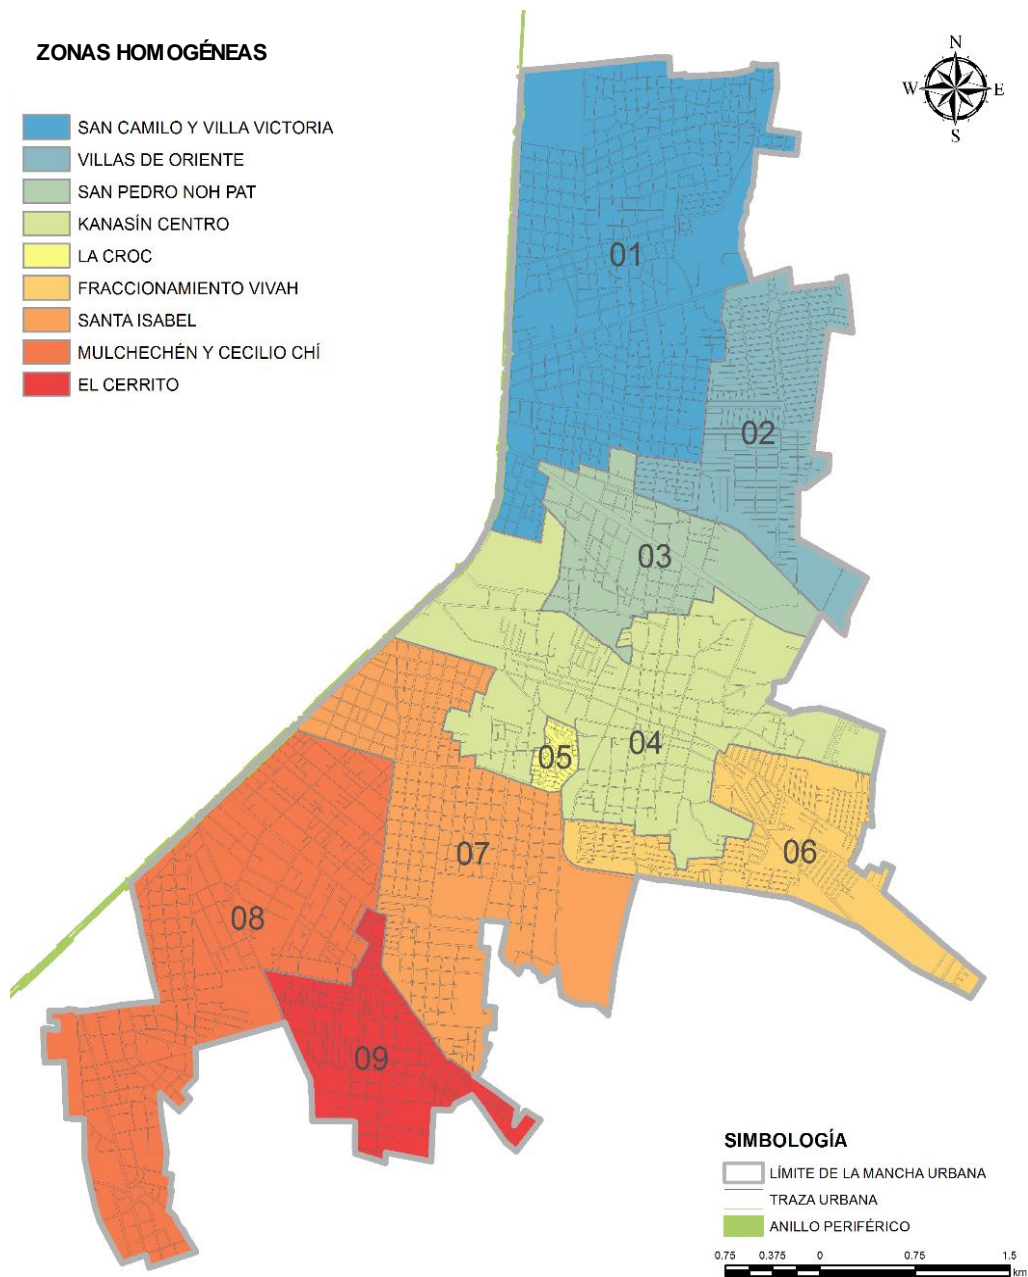 ZONAS HOMOGÉNEAS
SAN CAMILO Y VILLA VICTORIA
VILLAS DE ORIENTE
SAN PEDRO NOH PAT
KANASÍN CENTRO
LA CROC
FRACCIONAMIENTO VIVAH
SANTA ISABEL
MULCHECHÉN Y CECILIO CHÍ
EL CERRITO
N
W
E
S
01
02
03
04
05
06
07
08
09
SIMBOLOGÍA
LÍMITE DE LA MANCHA URBANA
TRAZA URBANA
ANILLO PERIFÉRICO
0.75 0.375 0 0.75 1.5
km